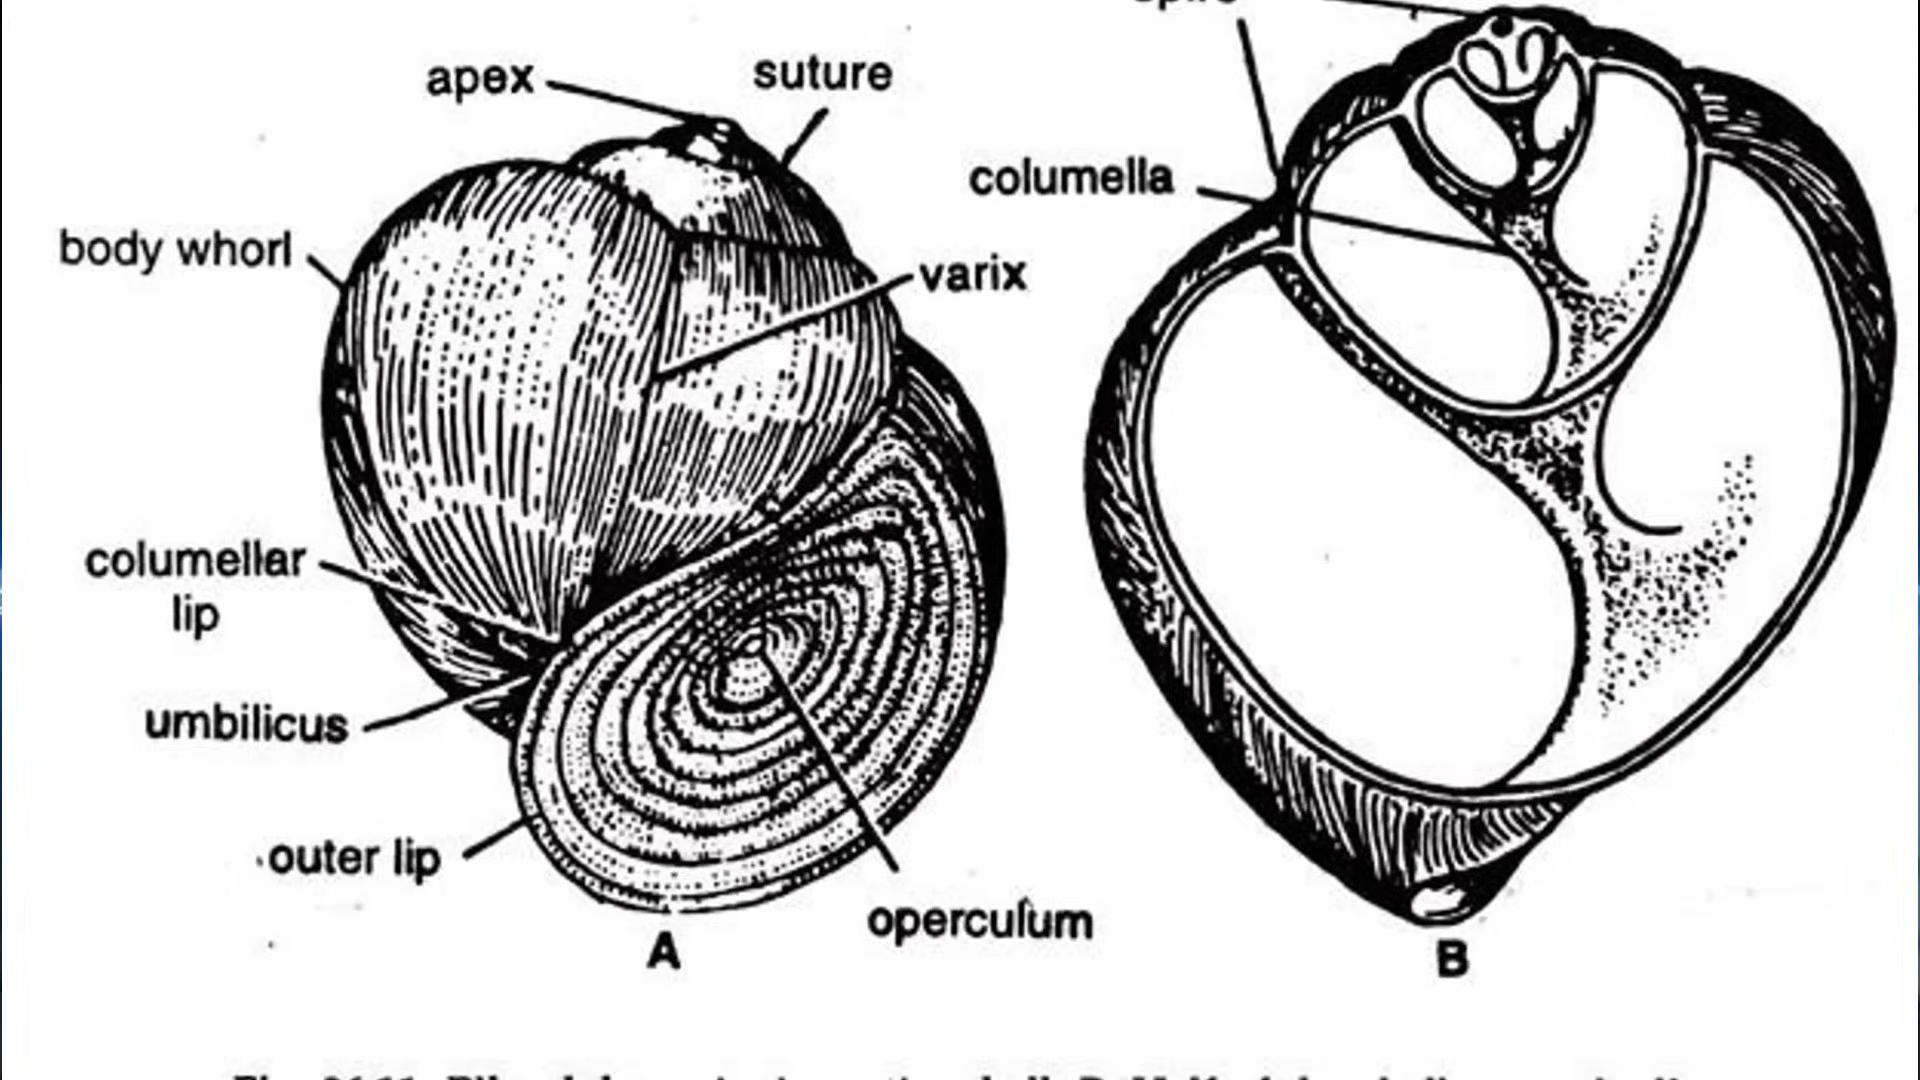 apex
suture
body whorl
varix
columellar
lip
umbilicus
outer lip
operculum
A
columella
B